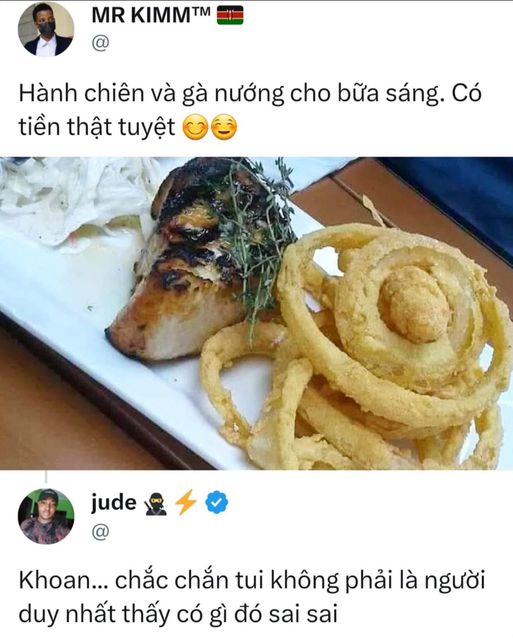 MR KIMM™ 🇰🇪
@
Hành chiên và gà nướng cho bữa sáng. Có
tiền thật tuyệt 😊☺️
jude 🥷⚡
@
Khoan... chắc chắn tui không phải là người
duy nhất thấy có gì đó sai sai